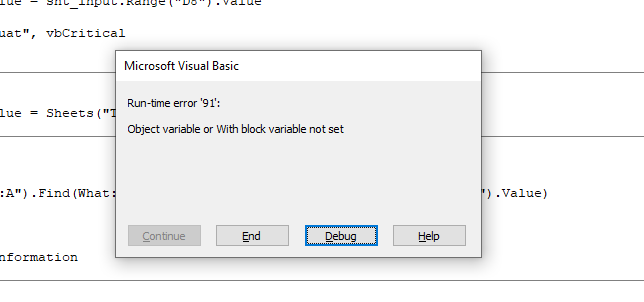 lue = sht_input.Range("D8").Value
uat", vbCritical
Microsoft Visual Basic
Run-time error '91':
Object variable or With block variable not set
lue = Sheets("T
:A").Find(What: ").Value)
Continue End Debug Help
nformation